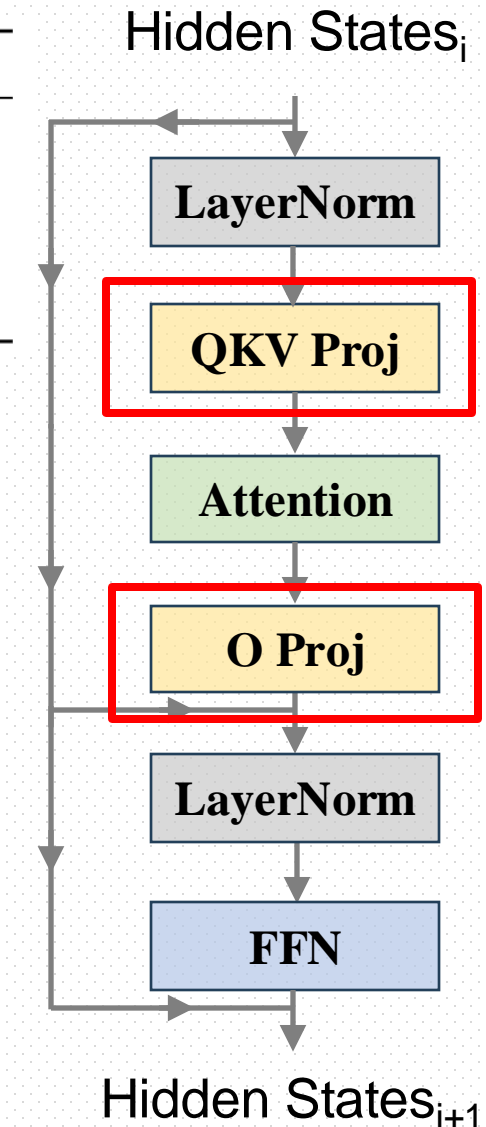 Hidden Statesᵢ
LayerNorm
QKV Proj
Attention
O Proj
LayerNorm
FFN
Hidden Statesᵢ₊₁